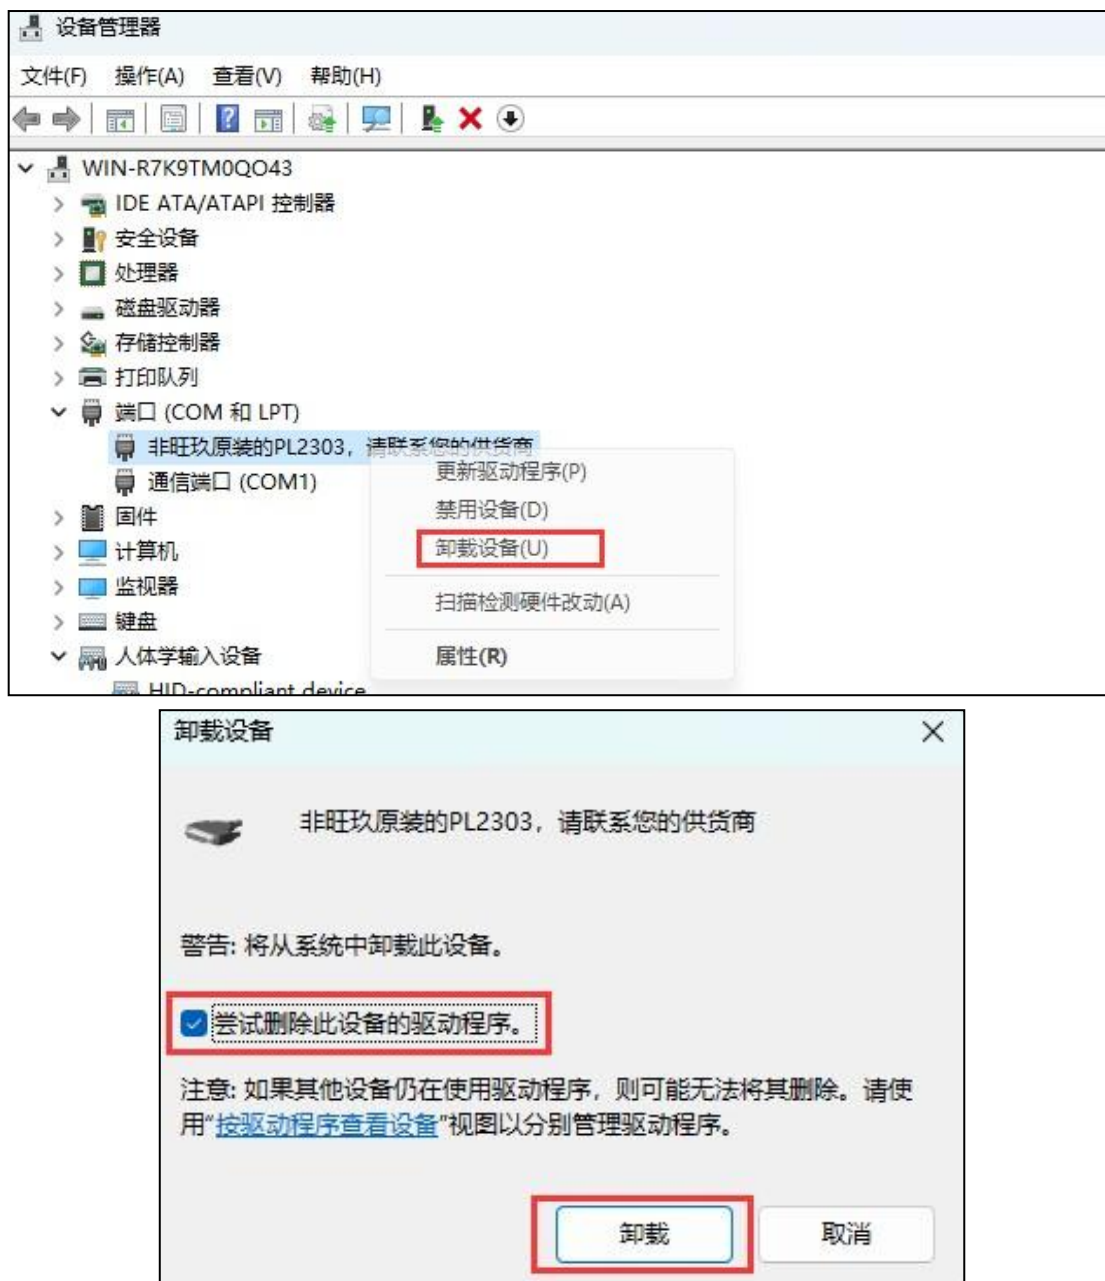 设备管理器
文件(F) 操作(A) 查看(V) 帮助(H)
WIN-R7K9TM0QO43
IDE ATA/ATAPI 控制器
安全设备
处理器
磁盘驱动器
存储控制器
打印队列
端口 (COM 和 LPT)
非旺玖原装的PL2303，请联系您的供货商
通信端口 (COM1)
固件
计算机
监视器
键盘
人体学输入设备
HID-compliant device
更新驱动程序(P)
禁用设备(D)
卸载设备(U)
扫描检测硬件改动(A)
属性(R)
卸载设备
非旺玖原装的PL2303，请联系您的供货商
警告: 将从系统中卸载此设备。
尝试删除此设备的驱动程序。
注意: 如果其他设备仍在使用驱动程序，则可能无法将其删除。请使
用“按驱动程序查看设备”视图以分别管理驱动程序。
卸载 取消